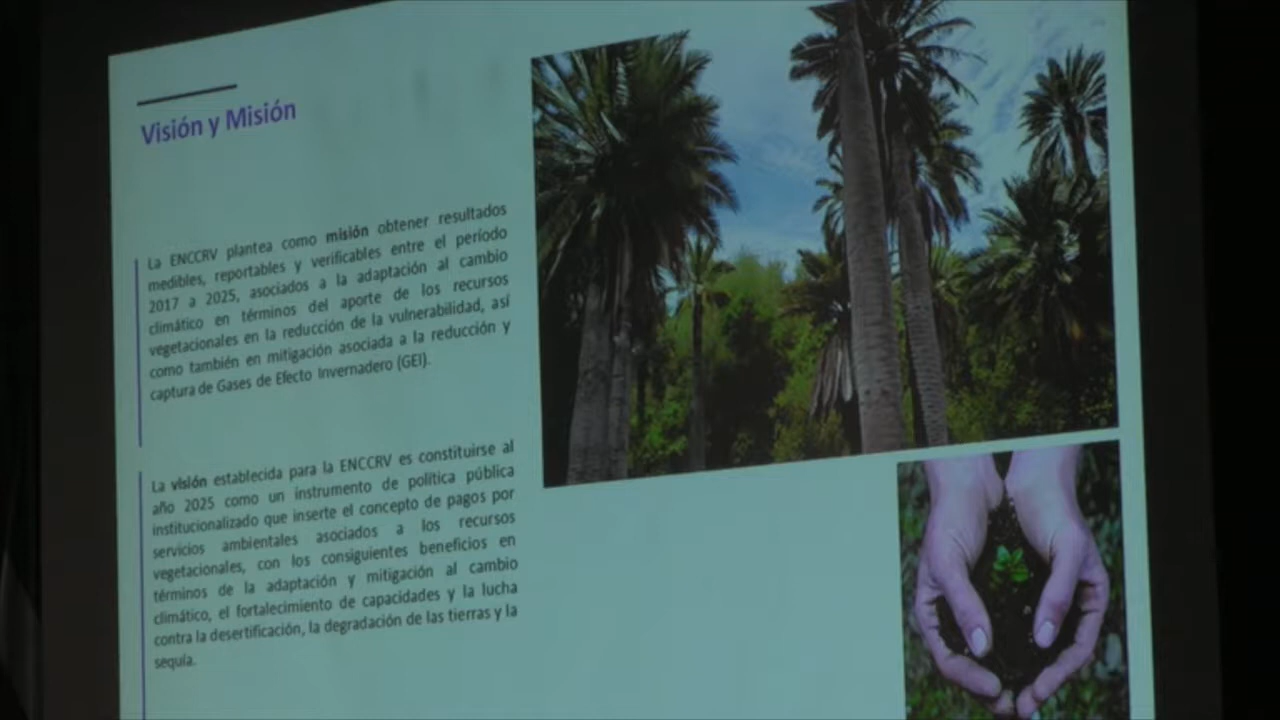 Visión y Misión
La ENCCRV plantea como misión obtener resultados
medibles, reportables y verificables entre el período
2017 a 2025, asociados a la adaptación al cambio
climático en términos del aporte de los recursos
vegetacionales en la reducción de la vulnerabilidad, así
como también en mitigación asociada a la reducción y
captura de Gases de Efecto Invernadero (GEI).
La visión establecida para la ENCCRV es constituirse al
año 2025 como un instrumento de política pública
institucionalizado que inserte el concepto de pagos por
servicios ambientales asociados a los recursos
vegetacionales, con los consiguientes beneficios en
términos de la adaptación y mitigación al cambio
climático, el fortalecimiento de capacidades y la lucha
contra la desertificación, la degradación de las tierras y la
sequía.